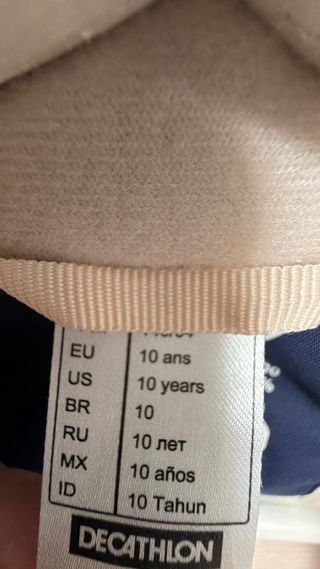 EU 10 ans
US 10 years
BR 10
RU 10 лет
MX 10 años
ID 10 Tahun
DECATHLON